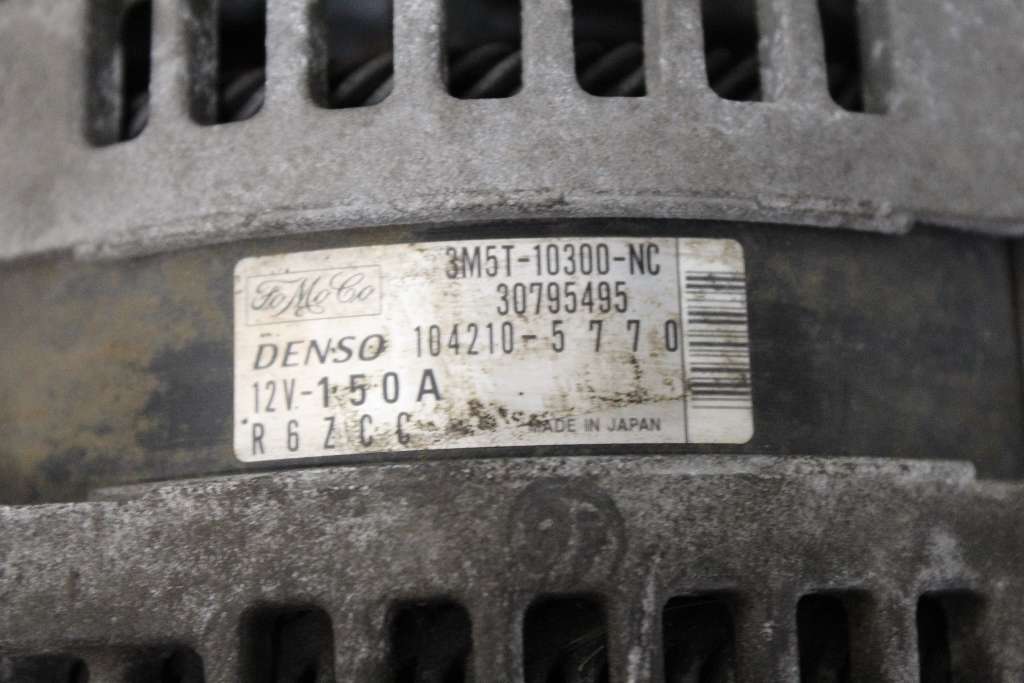 3M5T-10300-NC
FoMoCo
30795495
DENSO 104210-5770
12V-150A
R6ZCC MADE IN JAPAN